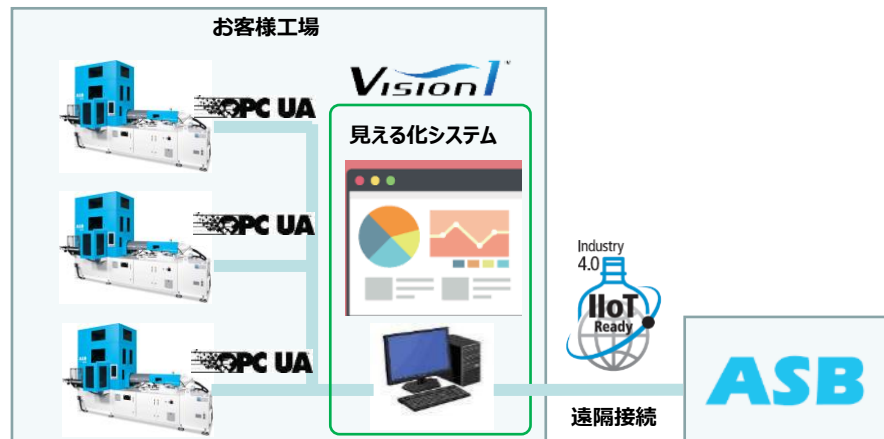 お客様工場
Vision1
OPC UA
見える化システム
OPC UA
Industry
4.0
IIoT
Ready
OPC UA
ASB
遠隔接続